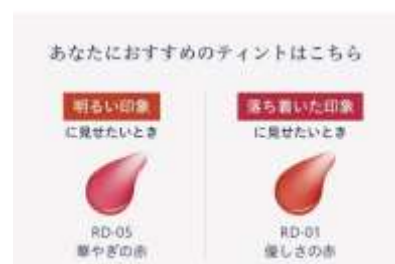 あなたにおすすめのティントはこちら
明るい印象
に見せたいとき
RD-05
華やぎの赤
落ち着いた印象
に見せたいとき
RD-01
優しさの赤